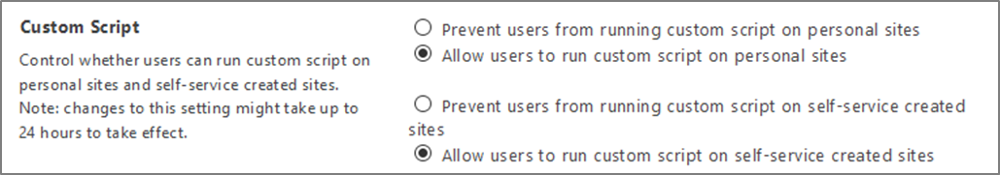 Custom Script
Control whether users can run custom script on
personal sites and self-service created sites.
Note: changes to this setting might take up to
24 hours to take effect.
Prevent users from running custom script on personal sites
Allow users to run custom script on personal sites
Prevent users from running custom script on self-service created
sites
Allow users to run custom script on self-service created sites